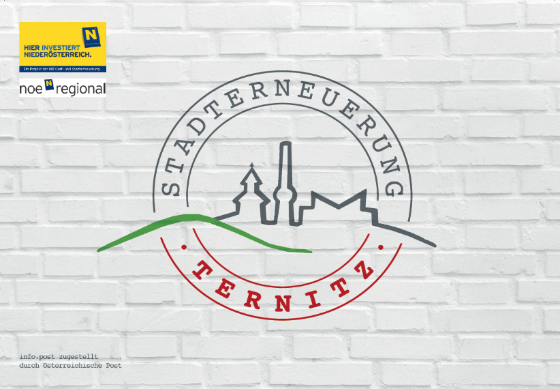 HIER INVESTIERT
NIEDERÖSTERREICH.
noe regional
STADTERNEUERUNG
TERNITZ
info.post zugestellt
durch Österreichische Post